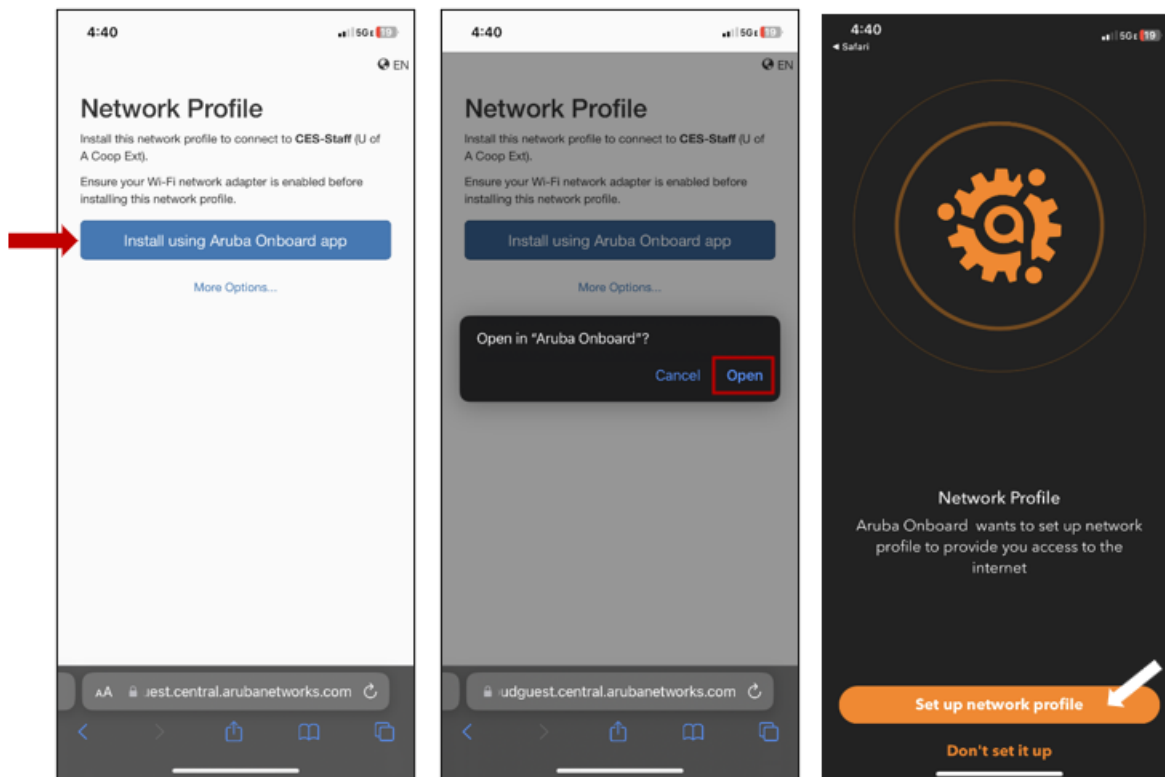 4:40
5GE 19
EN
Network Profile
Install this network profile to connect to CES-Staff (U of
A Coop Ext).
Ensure your Wi-Fi network adapter is enabled before
installing this network profile.
Install using Aruba Onboard app
More Options...
AA uest.central.arubanetworks.com
4:40
5GE 19
EN
Network Profile
Install this network profile to connect to CES-Staff (U of
A Coop Ext).
Ensure your Wi-Fi network adapter is enabled before
installing this network profile.
Install using Aruba Onboard app
More Options...
Open in "Aruba Onboard"?
Cancel Open
udguest.central.arubanetworks.com
4:40
5GE 19
Safari
Network Profile
Aruba Onboard wants to set up network
profile to provide you access to the
internet
Set up network profile
Don't set it up